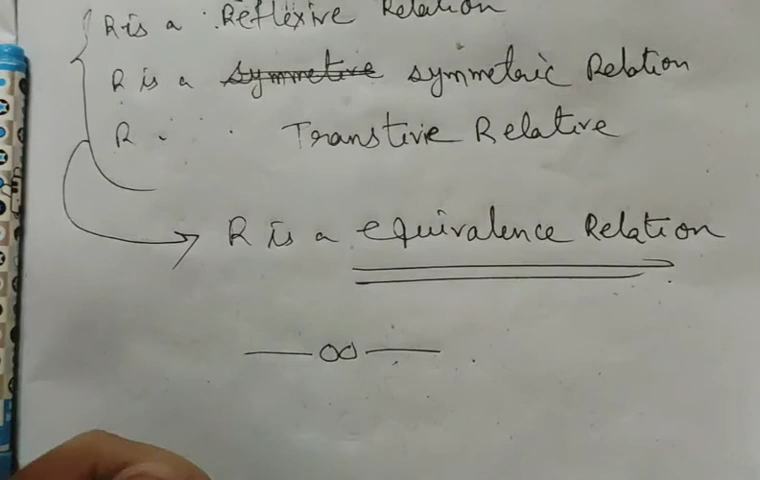 R is a Reflexive Relation
R is a symmetric Relation
R Transtive Relative
R is a equivalence Relation